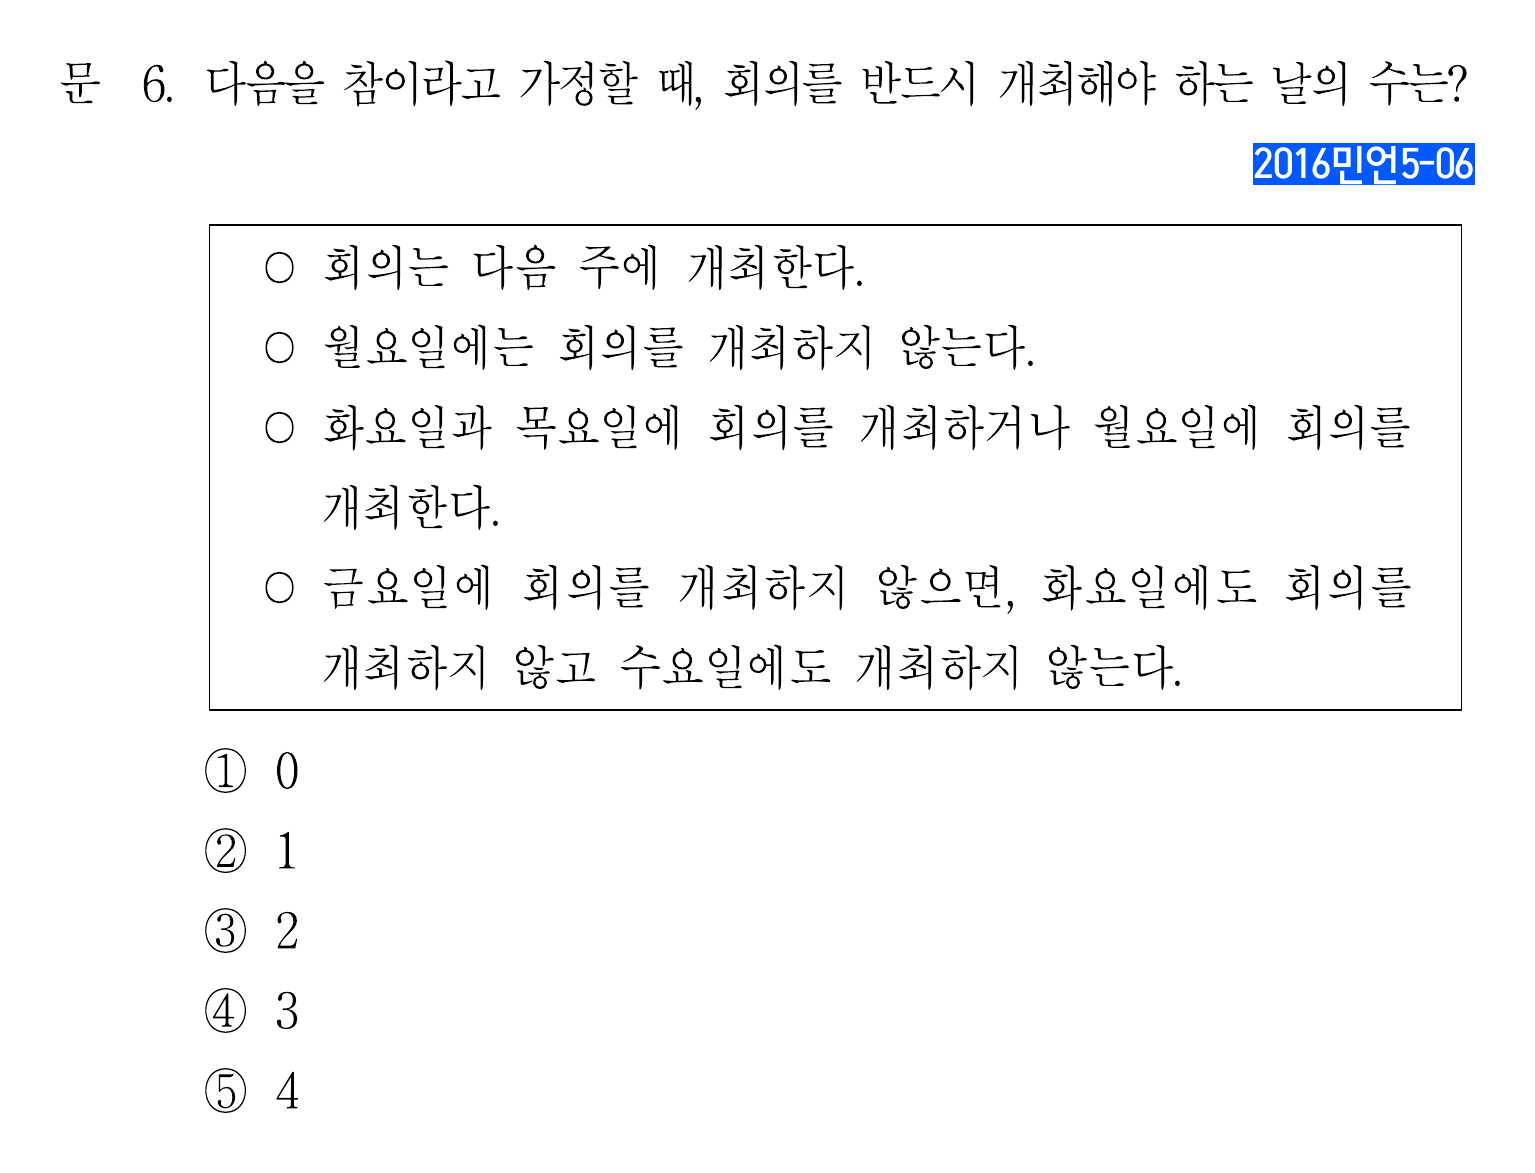 문 6. 다음을 참이라고 가정할 때, 회의를 반드시 개최해야 하는 날의 수는?
2016민언5-06
○ 회의는 다음 주에 개최한다.
○ 월요일에는 회의를 개최하지 않는다.
○ 화요일과 목요일에 회의를 개최하거나 월요일에 회의를
개최한다.
○ 금요일에 회의를 개최하지 않으면, 화요일에도 회의를
개최하지 않고 수요일에도 개최하지 않는다.
① 0
② 1
③ 2
④ 3
⑤ 4